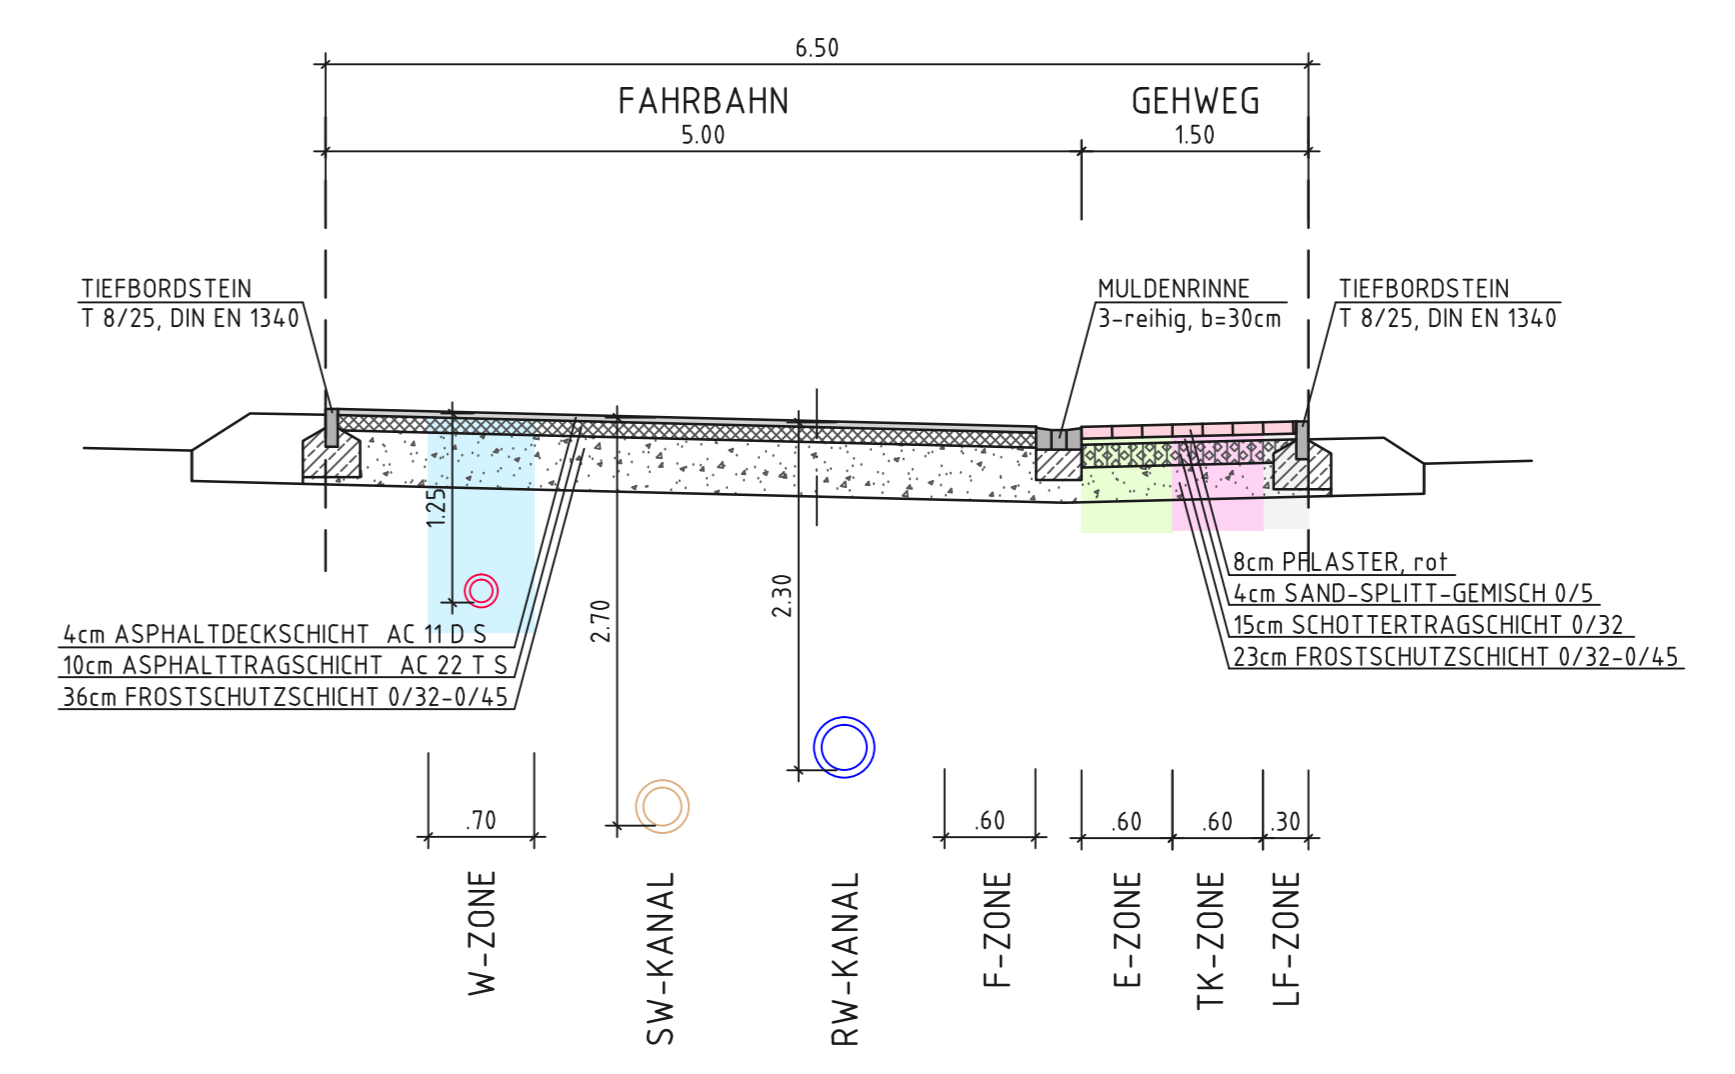 6.50
FAHRBAHN
GEHWEG
5.00
1.50
TIEFBORDSTEIN
T 8/25, DIN EN 1340
MULDENRINNE
3-reihig, b=30cm
TIEFBORDSTEIN
T 8/25, DIN EN 1340
1.25
2.70
2.30
4cm ASPHALTDECKSCHICHT AC 11 D S
10cm ASPHALTTRAGSCHICHT AC 22 T S
36cm FROSTSCHUTZSCHICHT 0/32-0/45
8cm PFLASTER, rot
4cm SAND-SPLITT-GEMISCH 0/5
15cm SCHOTTERTRAGSCHICHT 0/32
23cm FROSTSCHUTZSCHICHT 0/32-0/45
.70
.60
.60
.60
.30
W-ZONE
SW-KANAL
RW-KANAL
F-ZONE
E-ZONE
TK-ZONE
LF-ZONE